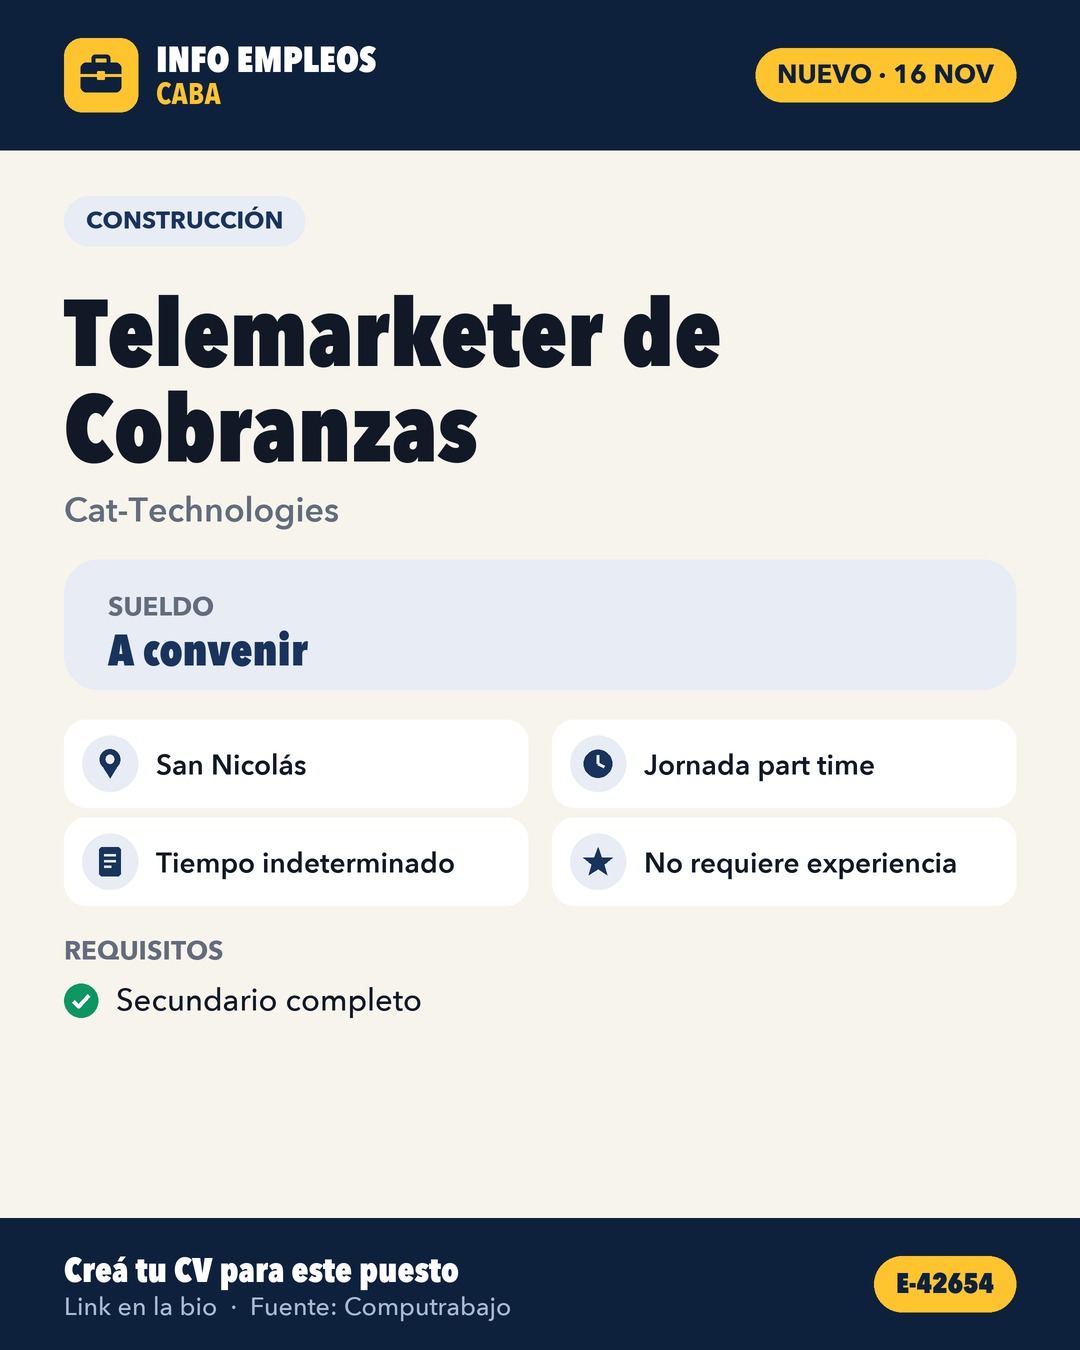 INFO EMPLEOS
CABA
NUEVO · 16 NOV
CONSTRUCCIÓN
Telemarketer de
Cobranzas
Cat-Technologies
SUELDO
A convenir
San Nicolás
Jornada part time
Tiempo indeterminado
No requiere experiencia
REQUISITOS
Secundario completo
Creá tu CV para este puesto
Link en la bio · Fuente: Computrabajo
E-42654